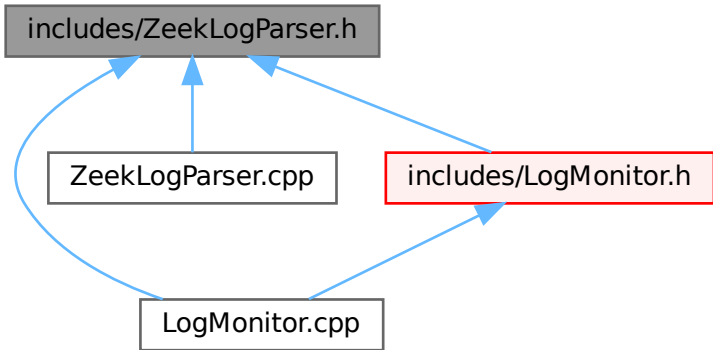 includes/ZeekLogParser.h
ZeekLogParser.cpp
includes/LogMonitor.h
LogMonitor.cpp